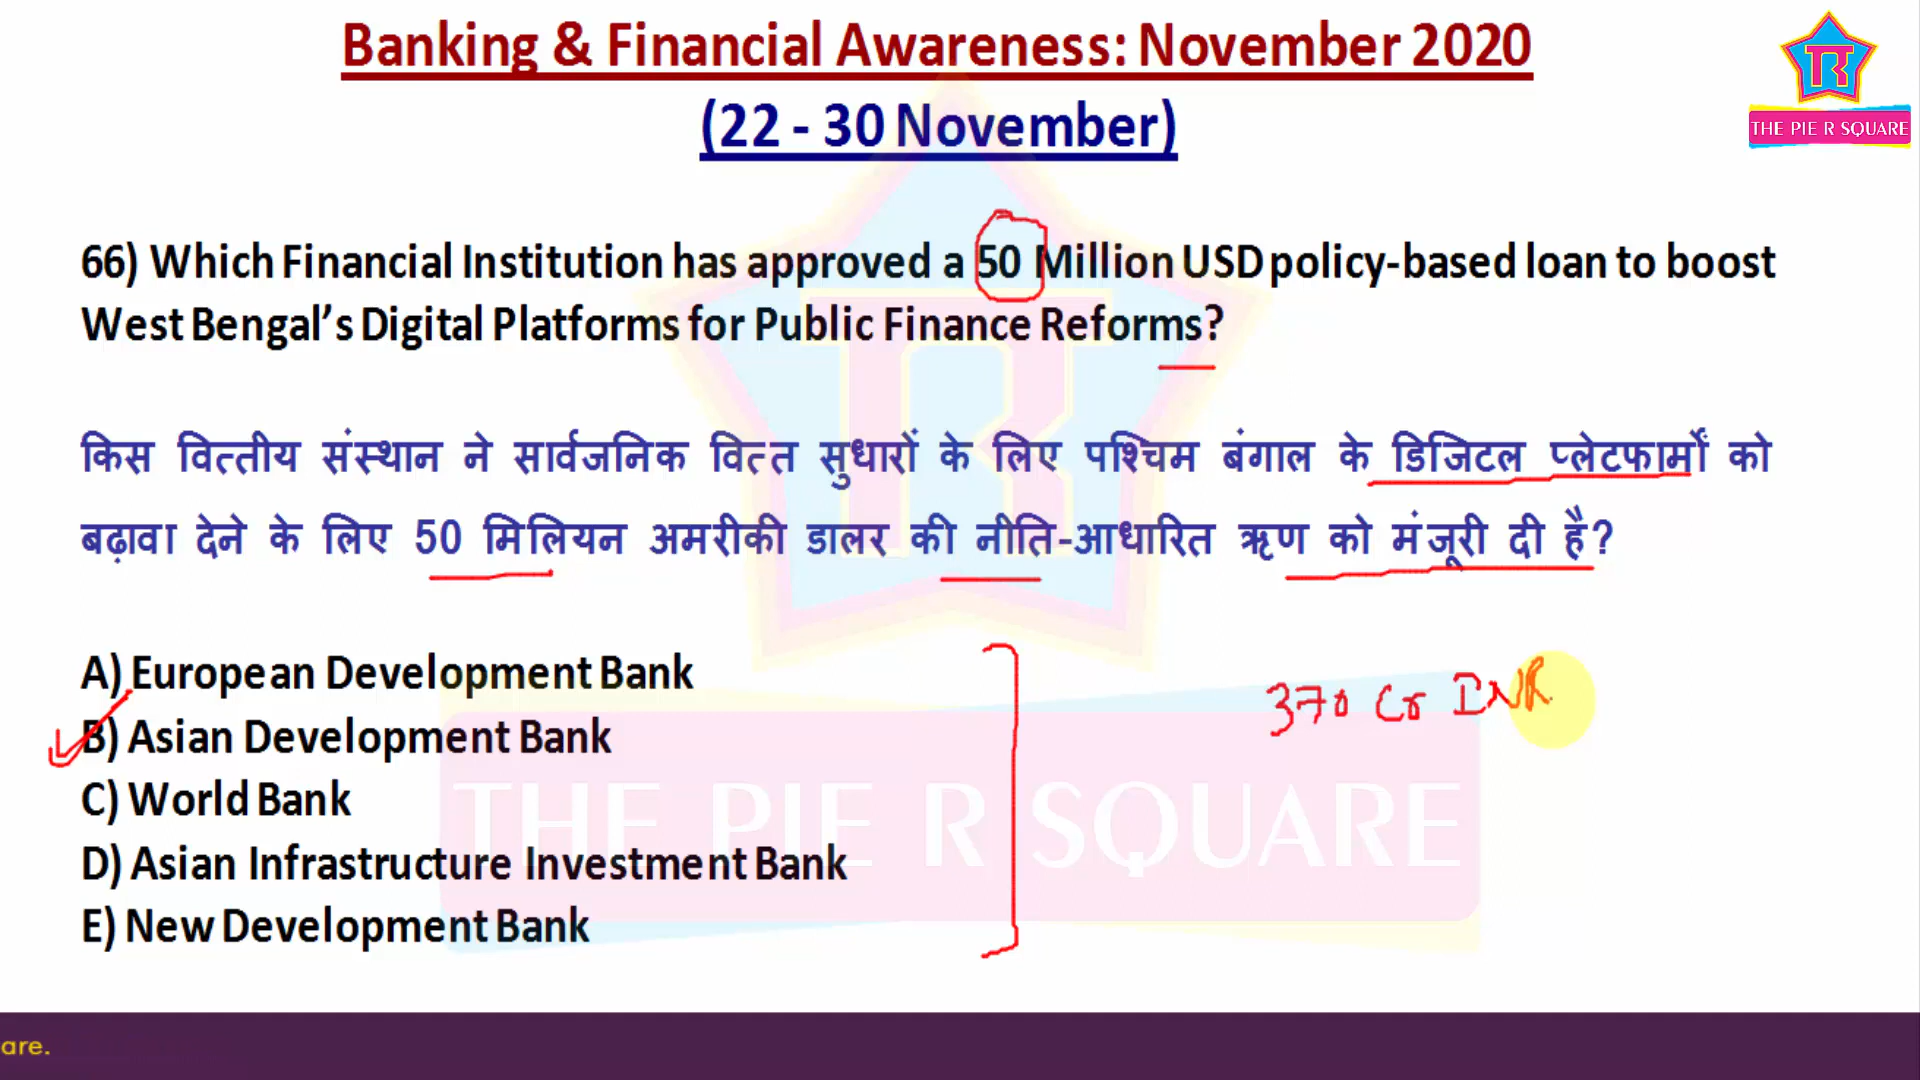 Banking & Financial Awareness: November 2020
(22 - 30 November)
THE PIE R SQUARE
66) Which Financial Institution has approved a 50 Million USD policy-based loan to boost
West Bengal’s Digital Platforms for Public Finance Reforms?
किस वित्तीय संस्थान ने सार्वजनिक वित्त सुधारों के लिए पश्चिम बंगाल के डिजिटल प्लेटफार्मों को
बढ़ावा देने के लिए 50 मिलियन अमरीकी डालर की नीति-आधारित ऋण को मंजूरी दी है?
A) European Development Bank
B) Asian Development Bank
370 Cr INR
C) World Bank
THE PIE R SQUARE
D) Asian Infrastructure Investment Bank
E) New Development Bank
are.